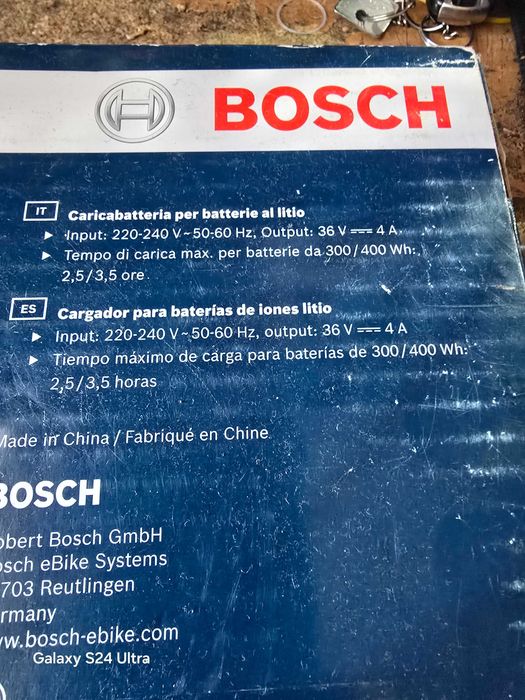 BOSCH
IT Caricabatteria per batterie al litio
Input: 220-240 V ~ 50-60 Hz, Output: 36 V ⎓ 4 A
Tempo di carica max. per batterie da 300/400 Wh:
2,5/3,5 ore
ES Cargador para baterías de iones litio
Input: 220-240 V ~ 50-60 Hz, output: 36 V ⎓ 4 A
Tiempo máximo de carga para baterías de 300/400 Wh:
2,5/3,5 horas
Made in China / Fabriqué en Chine
BOSCH
obert Bosch GmbH
osch eBike Systems
703 Reutlingen
rmany
w.bosch-ebike.com
Galaxy S24 Ultra